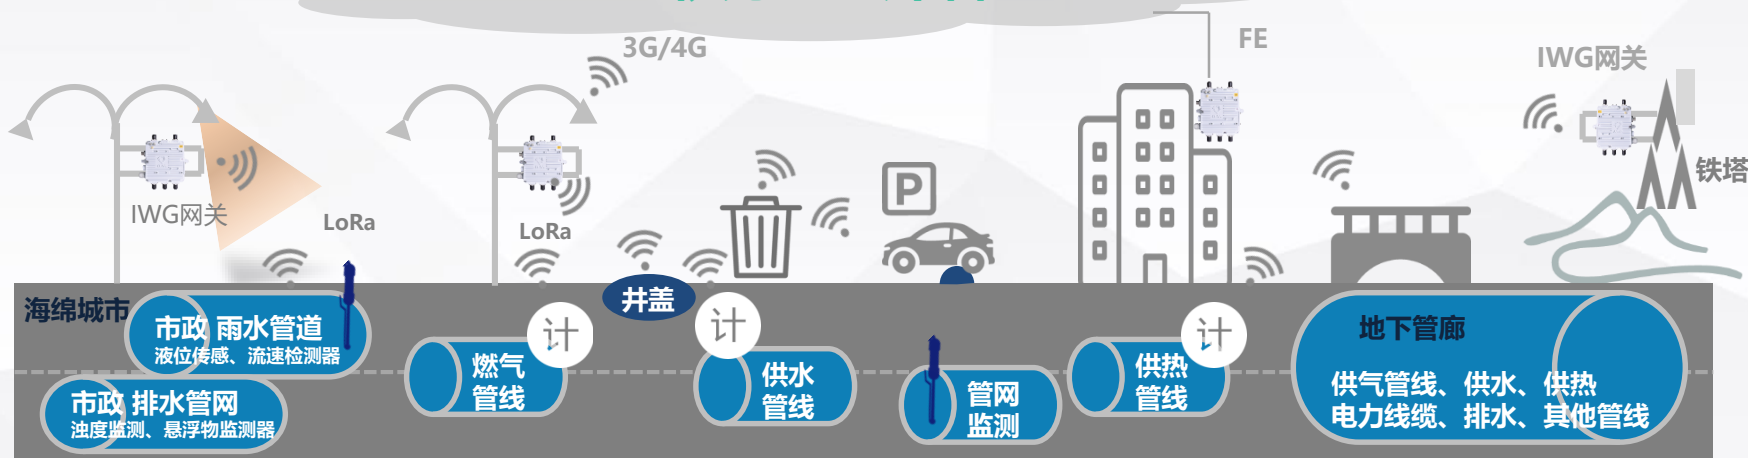 3G/4G
FE
IWG网关
铁塔
IWG网关
LoRa
LoRa
P
海绵城市
市政 雨水管道
液位传感、流速检测器
市政 排水管网
浊度监测、悬浮物监测器
燃气
管线
计
井盖
计
供水
管线
管网
监测
供热
管线
计
地下管廊
供气管线、供水、供热
电力线缆、排水、其他管线